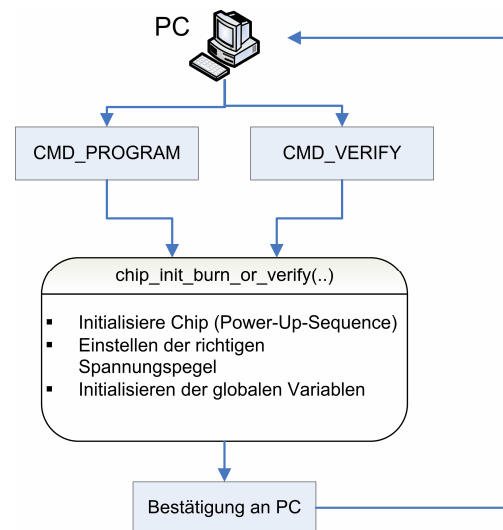 PC
CMD_PROGRAM
CMD_VERIFY
chip_init_burn_or_verify(..)
▪ Initialisiere Chip (Power-Up-Sequence)
▪ Einstellen der richtigen
Spannungspegel
▪ Initialisieren der globalen Variablen
Bestätigung an PC